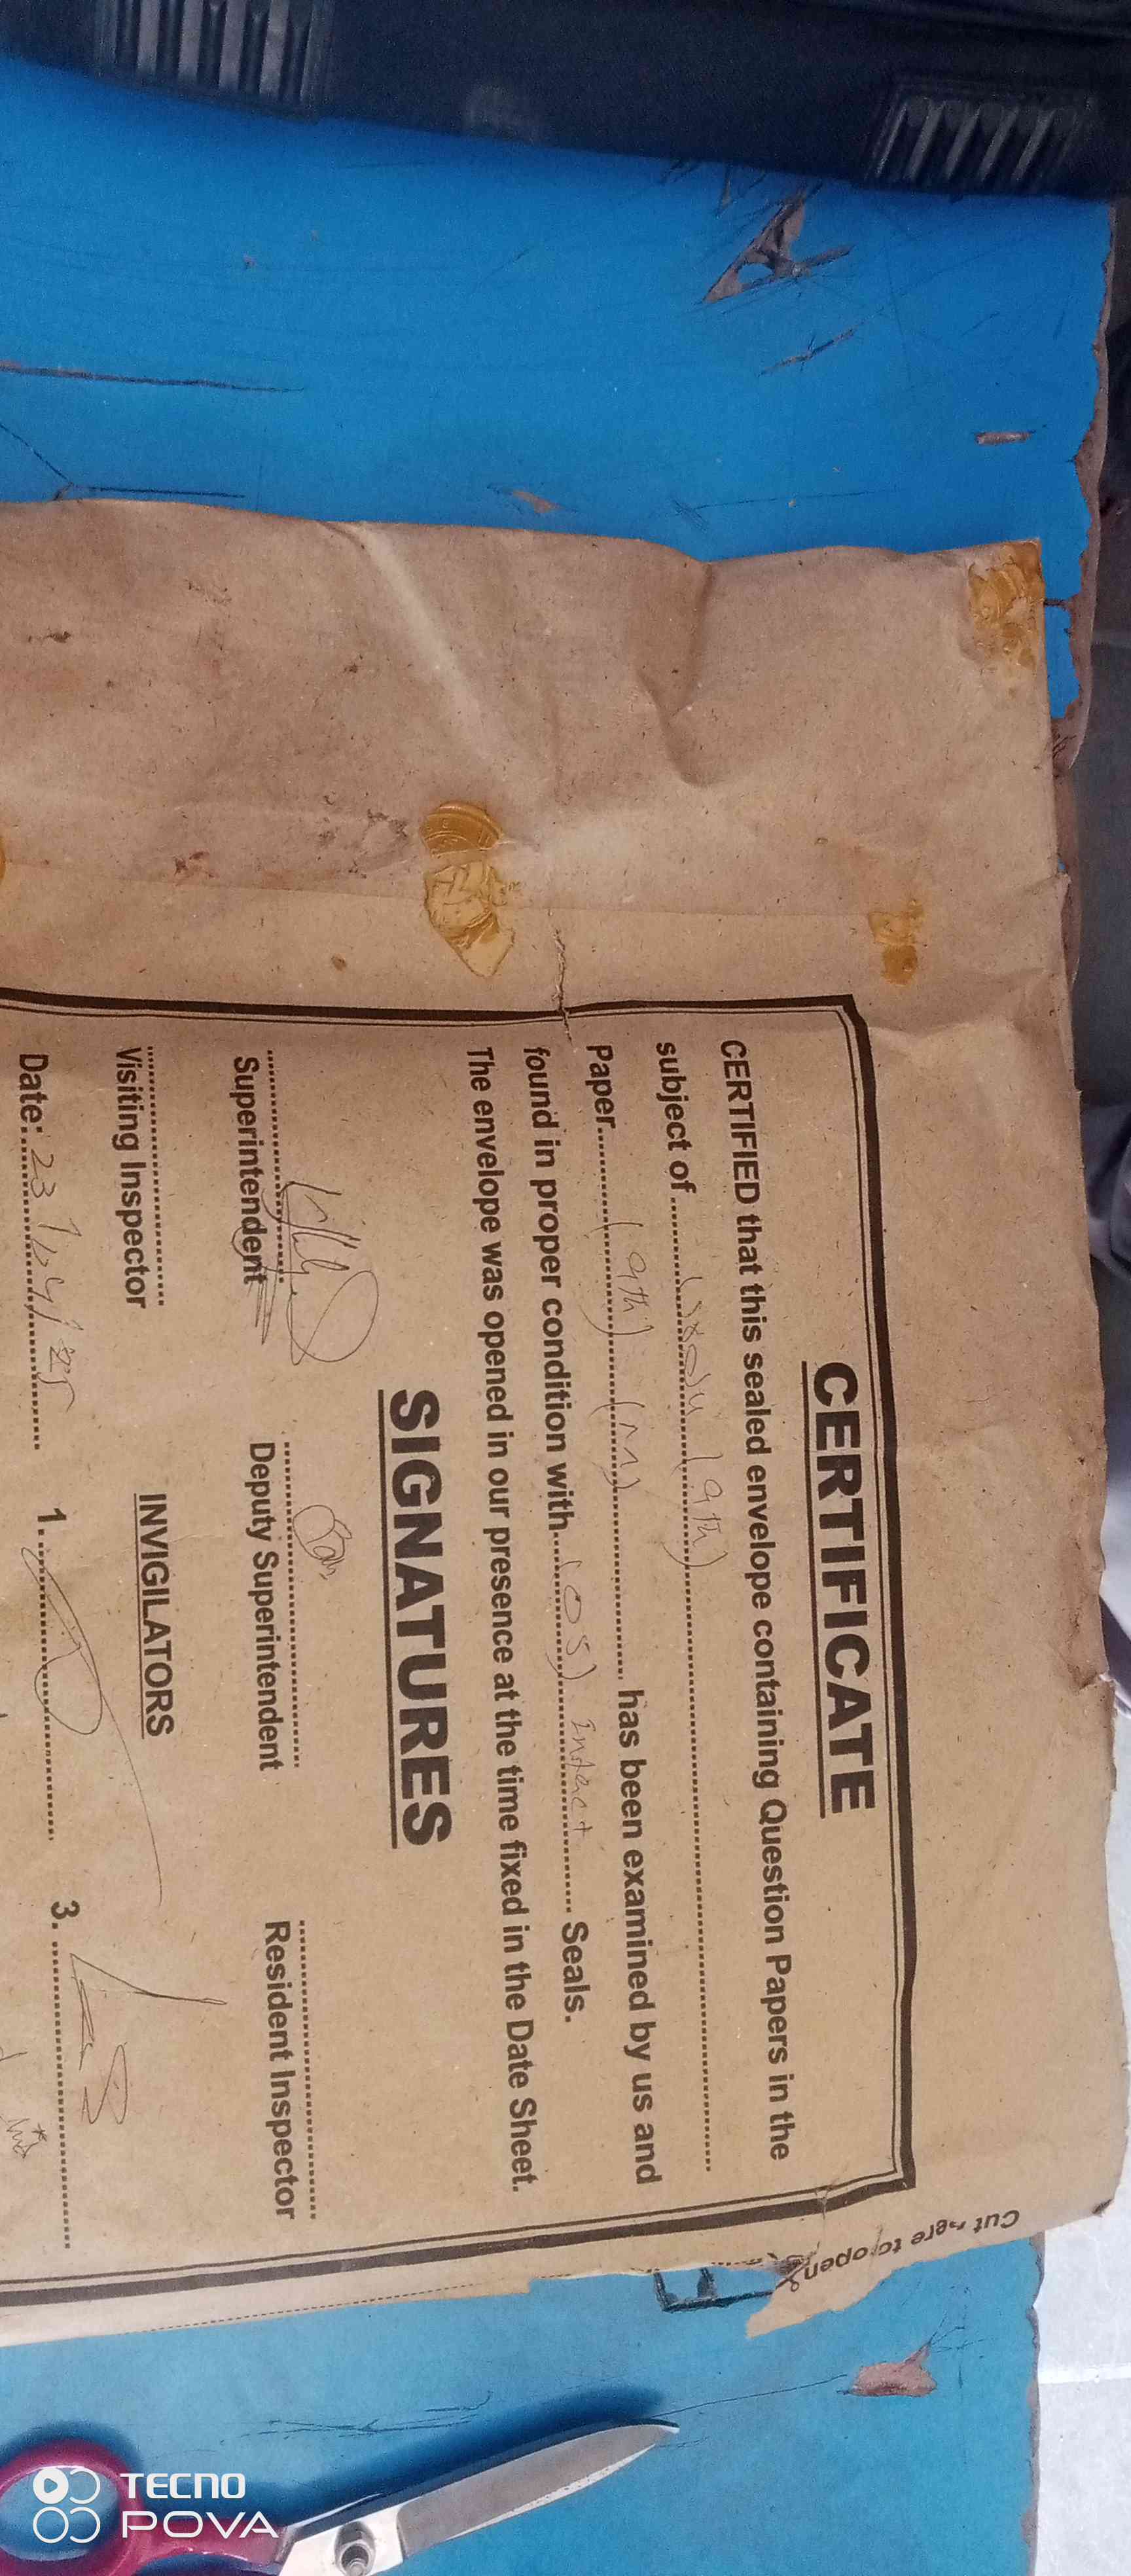 Cut here to open
CERTIFICATE
CERTIFIED that this sealed envelope containing Question Papers in the
subject of (9th)
Paper (9th) (M) has been examined by us and
found in proper condition with (05) Intact Seals.
The envelope was opened in our presence at the time fixed in the Date Sheet.
SIGNATURES
Superintendent Deputy Superintendent Resident Inspector
INVIGILATORS
Visiting Inspector
Date: 23/04/25 1. 3.
TECNO
POVA